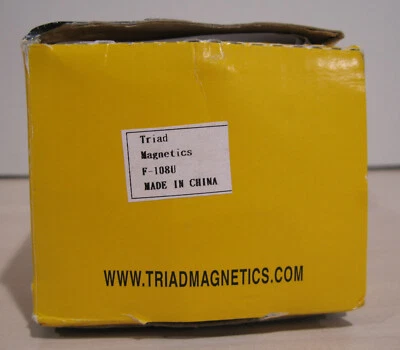 Triad
Magnetics
F-108U
MADE IN CHINA
WWW.TRIADMAGNETICS.COM